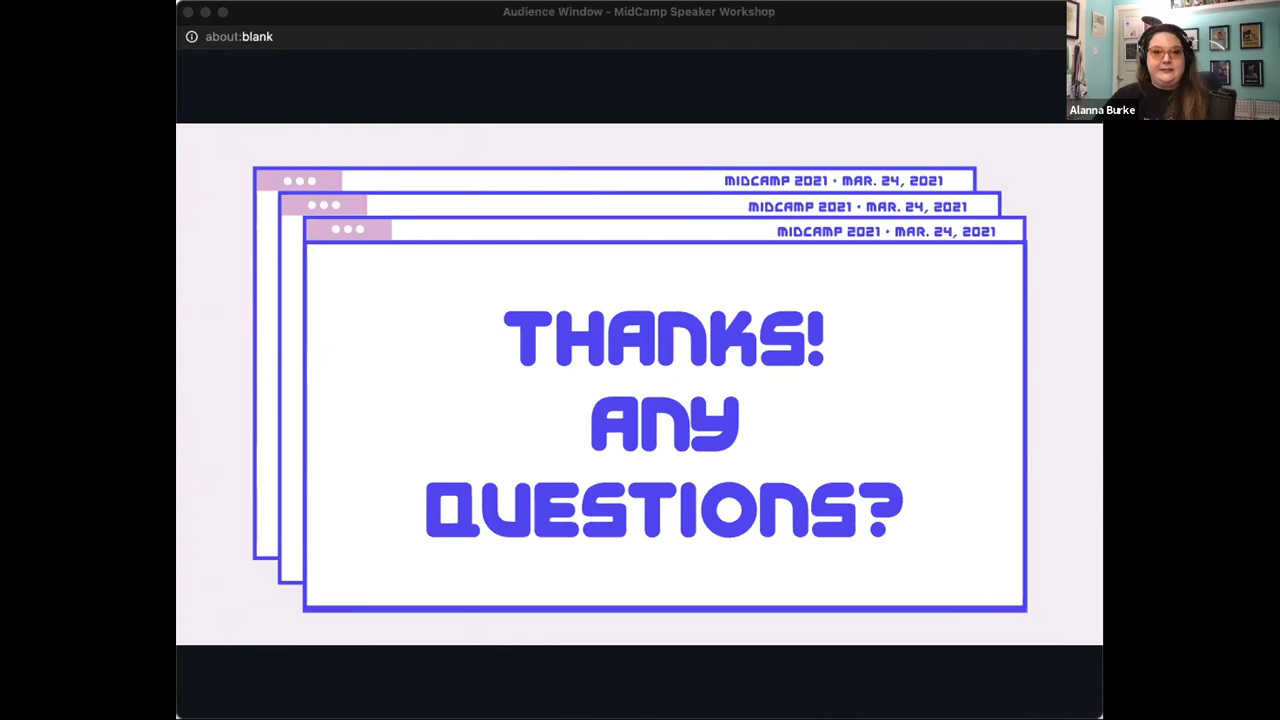 Audience Window - MidCamp Speaker Workshop
about:blank
Alanna Burke
MIDCAMP 2021 • MAR. 24, 2021
MIDCAMP 2021 • MAR. 24, 2021
MIDCAMP 2021 • MAR. 24, 2021
THANKS!
ANY
QUESTIONS?